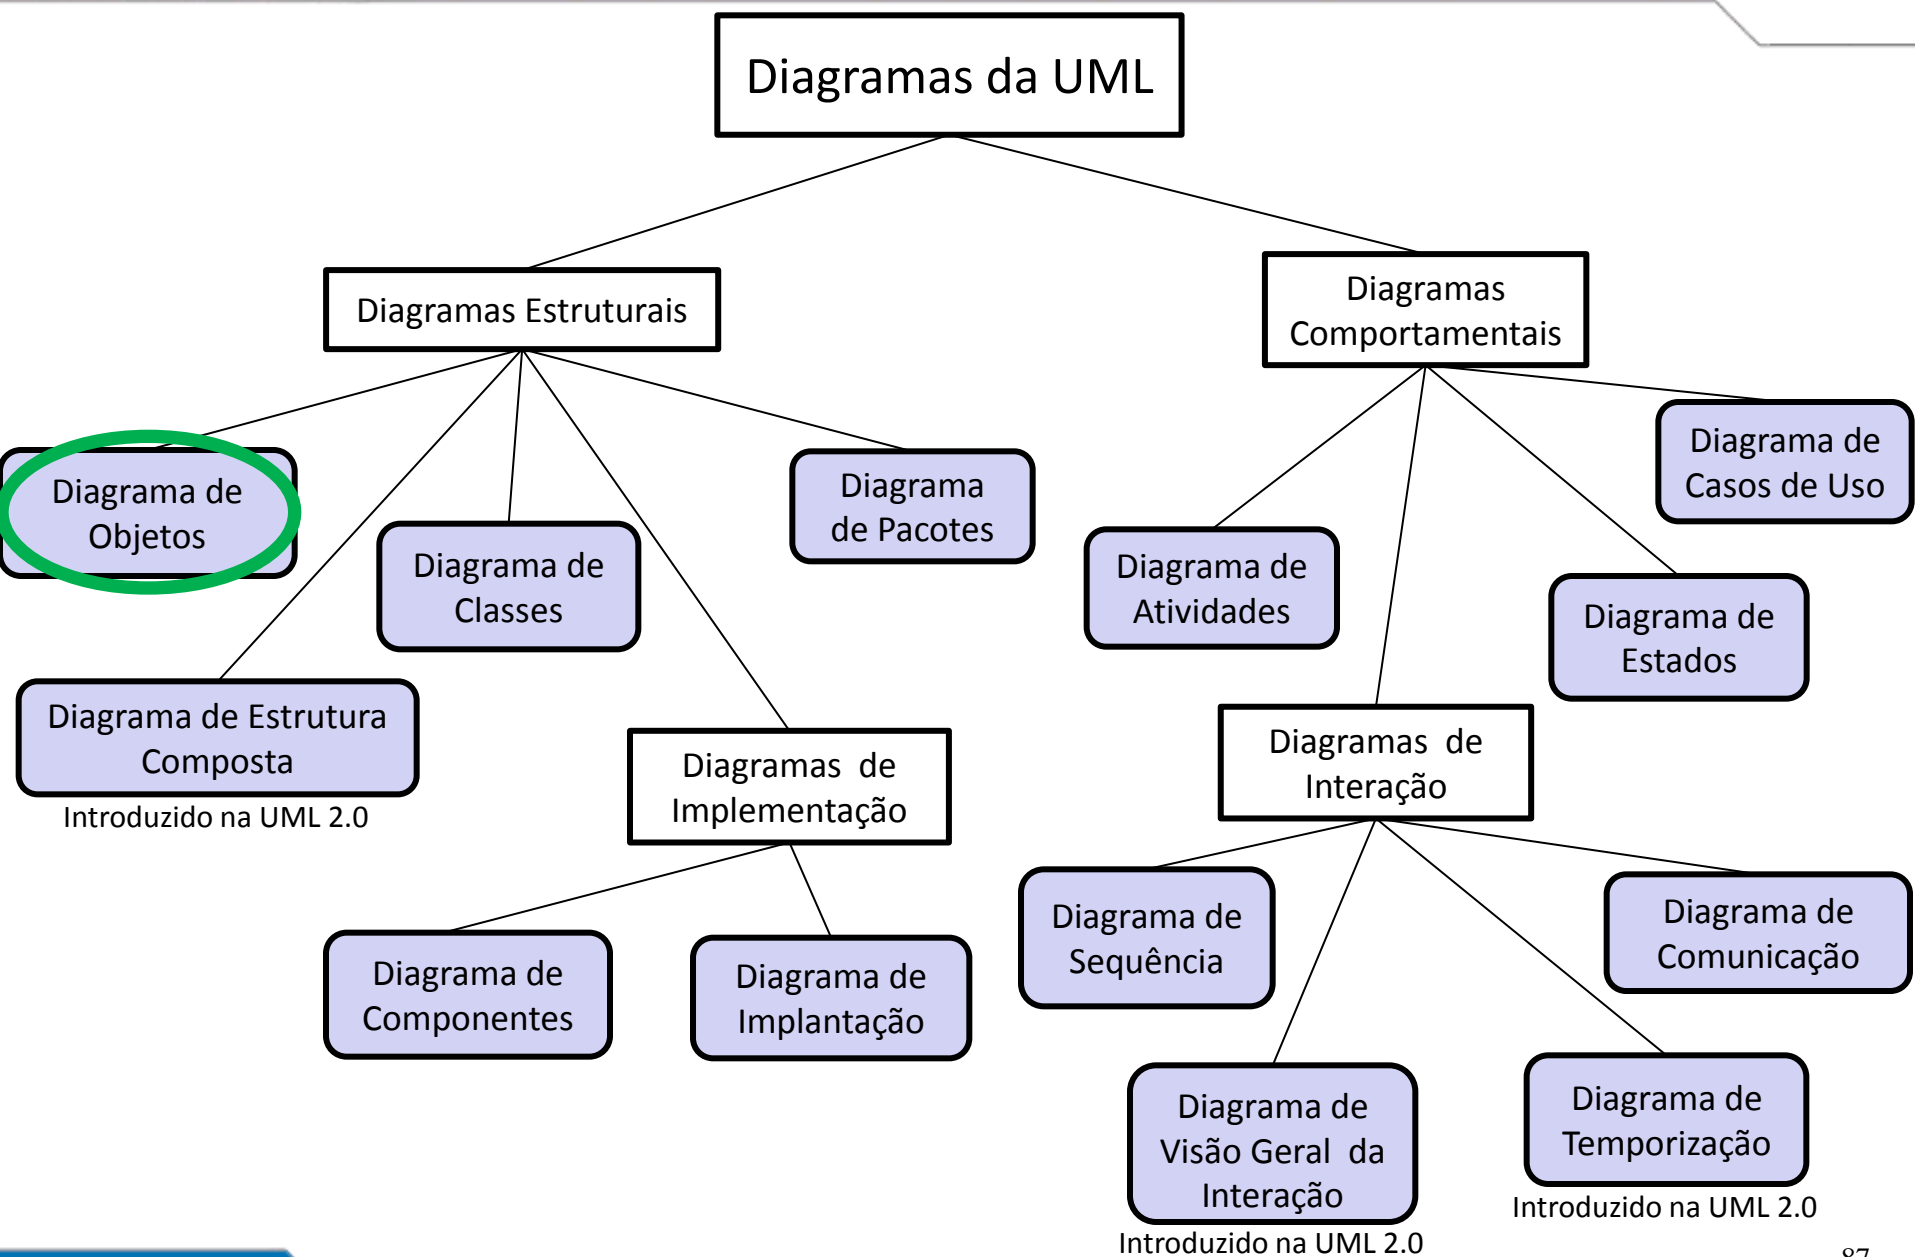 Diagramas da UML
Diagramas Estruturais
Diagramas
Comportamentais
Diagrama de
Objetos
Diagrama de
Classes
Diagrama
de Pacotes
Diagrama de
Casos de Uso
Diagrama de
Atividades
Diagrama de
Estados
Diagrama de Estrutura
Composta
Introduzido na UML 2.0
Diagramas de
Implementação
Diagramas de
Interação
Diagrama de
Componentes
Diagrama de
Implantação
Diagrama de
Sequência
Diagrama de
Comunicação
Diagrama de
Visão Geral da
Interação
Introduzido na UML 2.0
Diagrama de
Temporização
Introduzido na UML 2.0
87